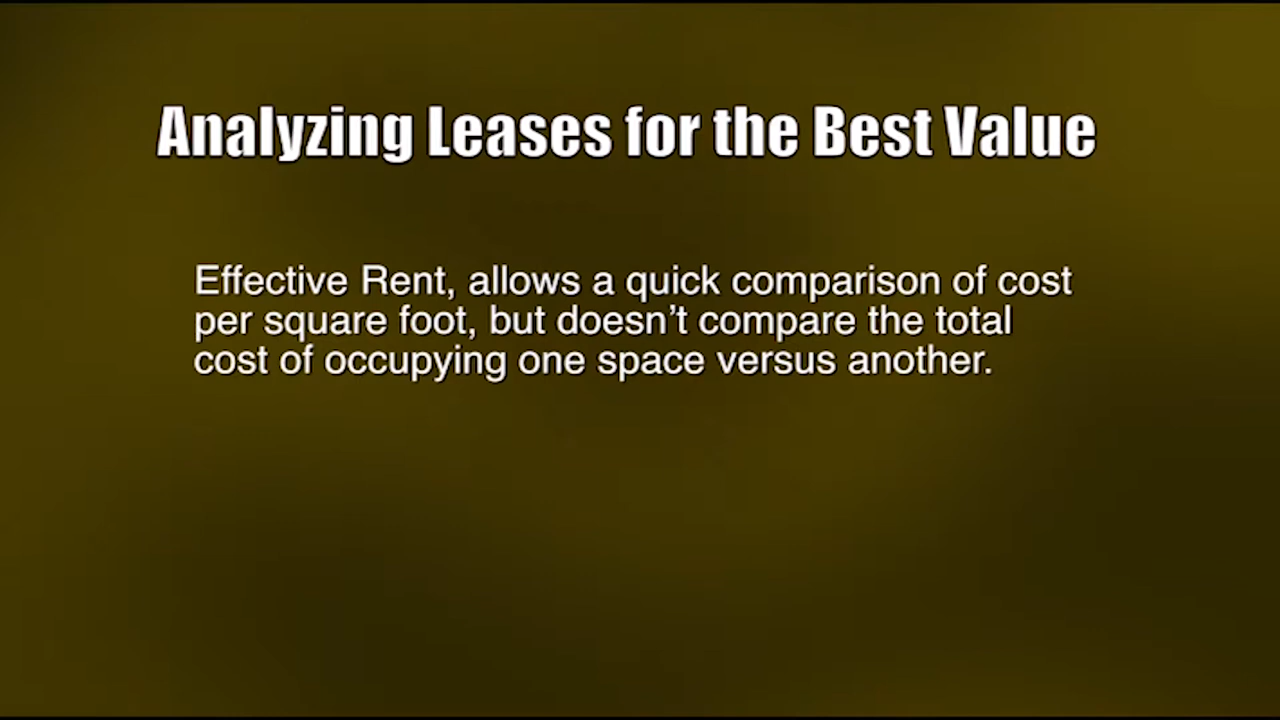 Analyzing Leases for the Best Value
Effective Rent, allows a quick comparison of cost
per square foot, but doesn’t compare the total
cost of occupying one space versus another.